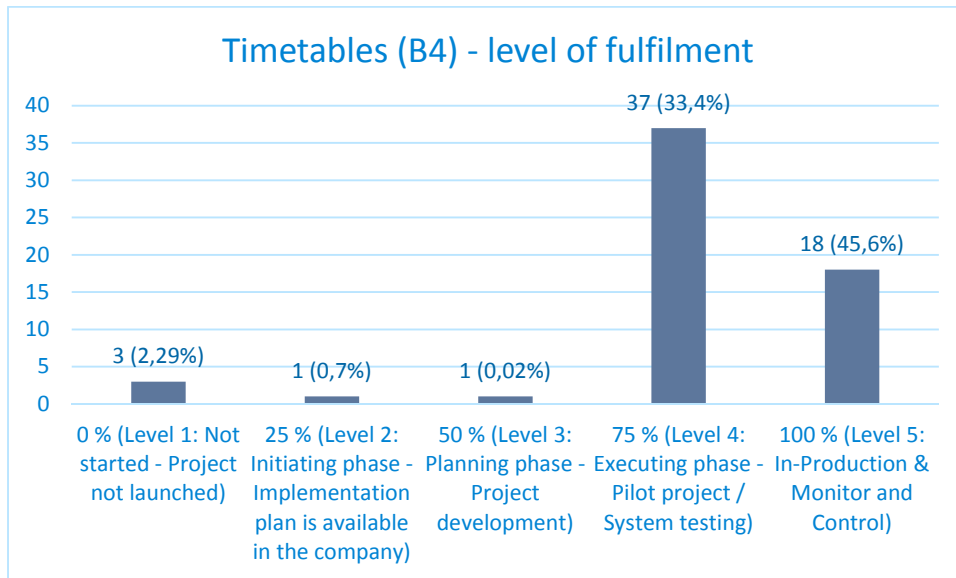 Timetables (B4) - level of fulfilment
40
35
30
25
20
15
10
5
0
3 (2,29%)
1 (0,7%)
1 (0,02%)
37 (33,4%)
18 (45,6%)
0 % (Level 1: Not
started - Project
not launched)
25 % (Level 2:
Initiating phase -
Implementation
plan is available
in the company)
50 % (Level 3:
Planning phase -
Project
development)
75 % (Level 4:
Executing phase -
Pilot project /
System testing)
100 % (Level 5:
In-Production &
Monitor and
Control)